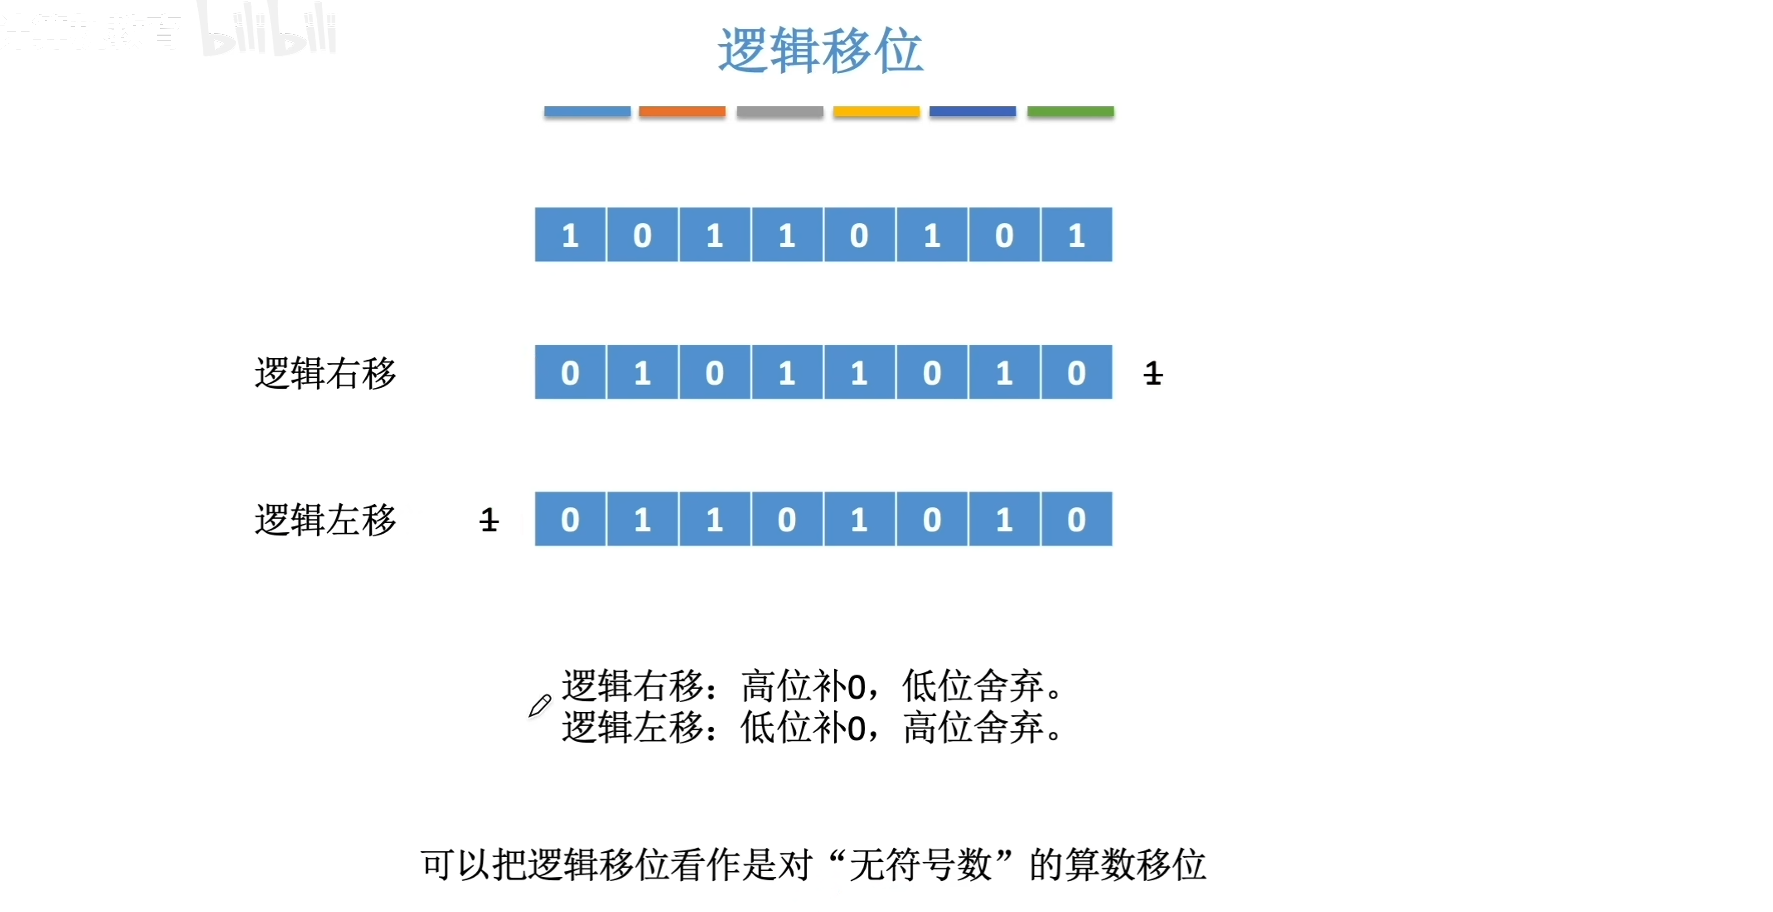 bilibili
逻辑移位
1 0 1 1 0 1 0 1
逻辑右移 0 1 0 1 1 0 1 0 1
逻辑左移 1 0 1 1 0 1 0 1 0
逻辑右移：高位补0，低位舍弃。
逻辑左移：低位补0，高位舍弃。
可以把逻辑移位看作是对“无符号数”的算数移位